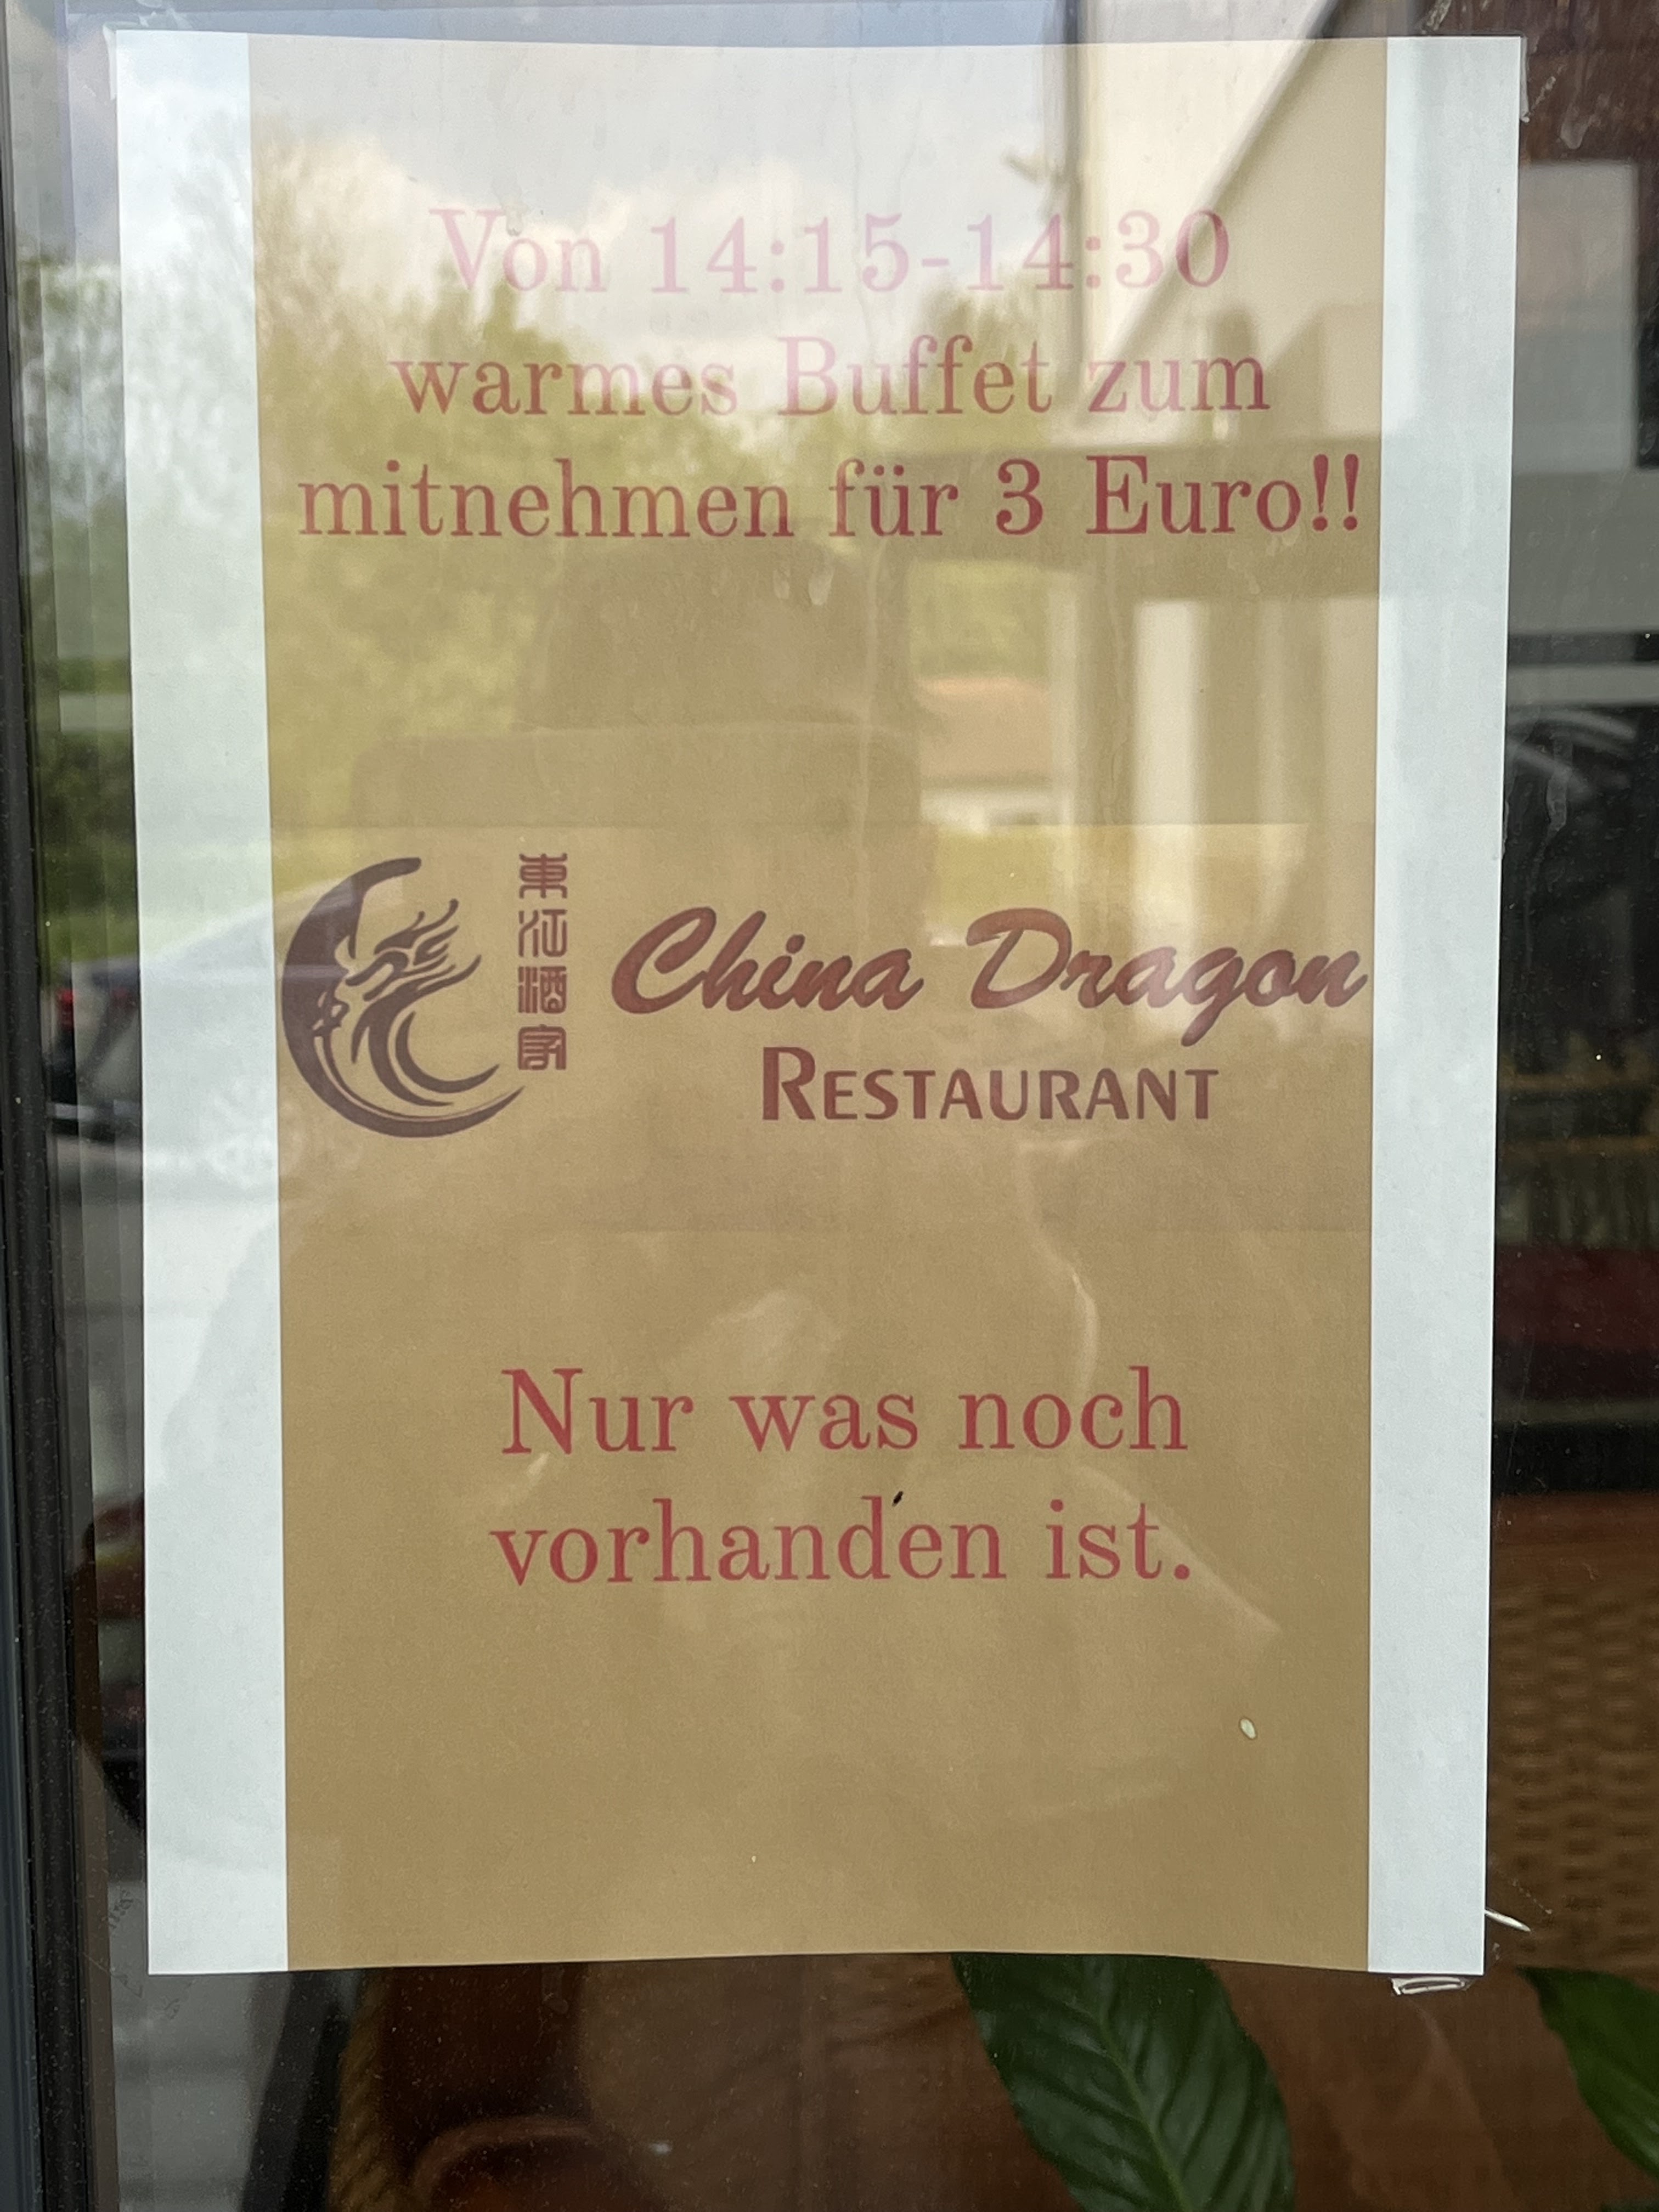 Von 14:15-14:30
warmes Buffet zum
mitnehmen für 3 Euro!!
東江酒家
China Dragon
RESTAURANT
Nur was noch
vorhanden ist.